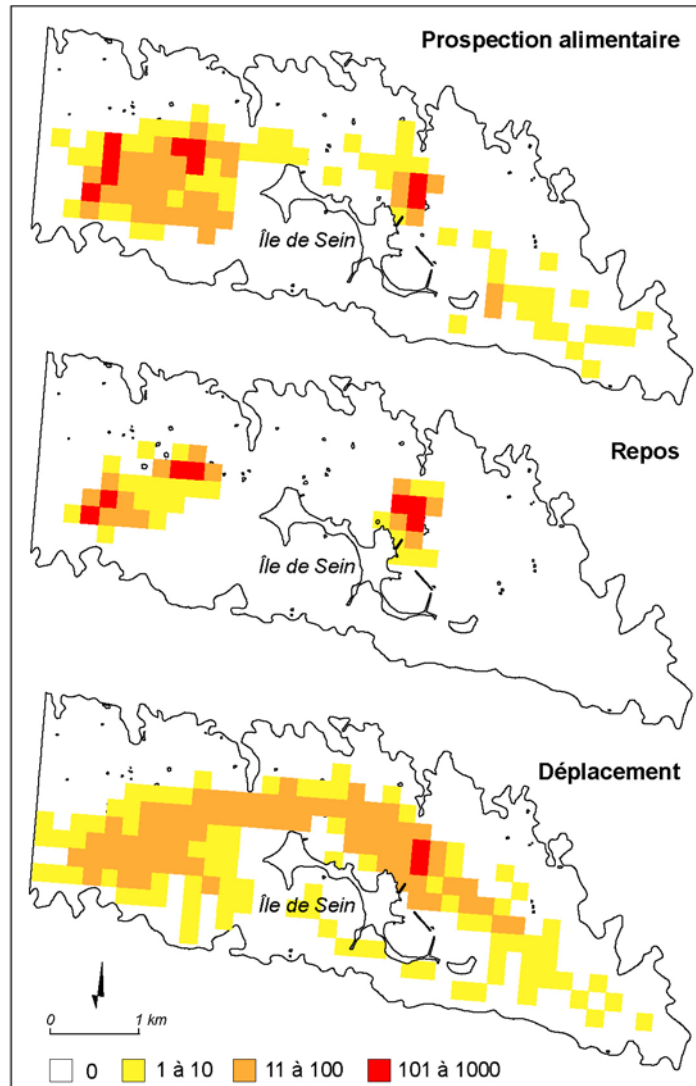 Prospection alimentaire
Île de Sein
Repos
Île de Sein
Déplacement
Île de Sein
0 1 km
0 1 à 10 11 à 100 101 à 1000